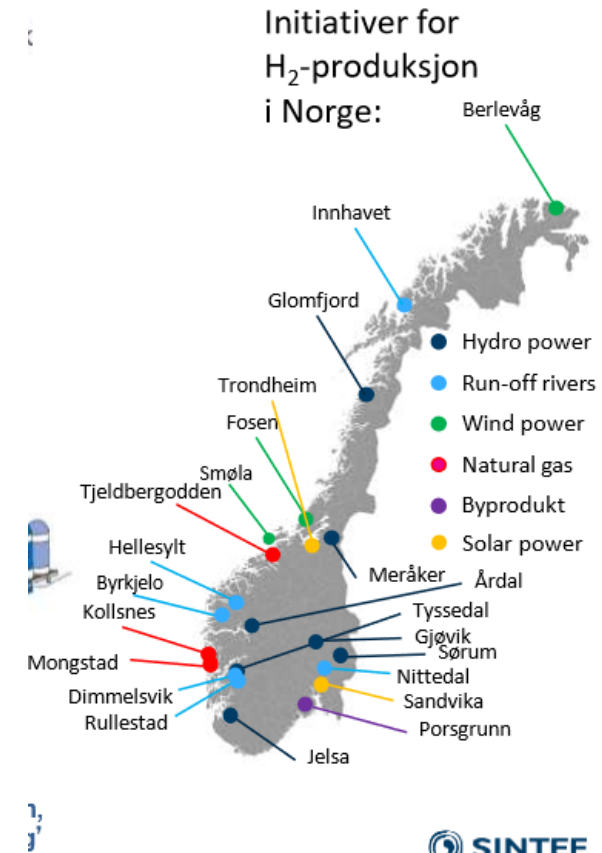 Initiativer for
H₂-produksjon
i Norge:
Berlevåg
Innhavet
Glomfjord
Hydro power
Run-off rivers
Trondheim
Wind power
Fosen
Natural gas
Smøla
Tjeldbergodden
Byprodukt
Solar power
Hellesylt
Meråker
Årdal
Byrkjelo
Kollsnes
Tyssedal
Gjøvik
Sørum
Mongstad
Nittedal
Dimmelsvik
Sandvika
Rullestad
Porsgrunn
Jelsa
n,
g’
SINTEF